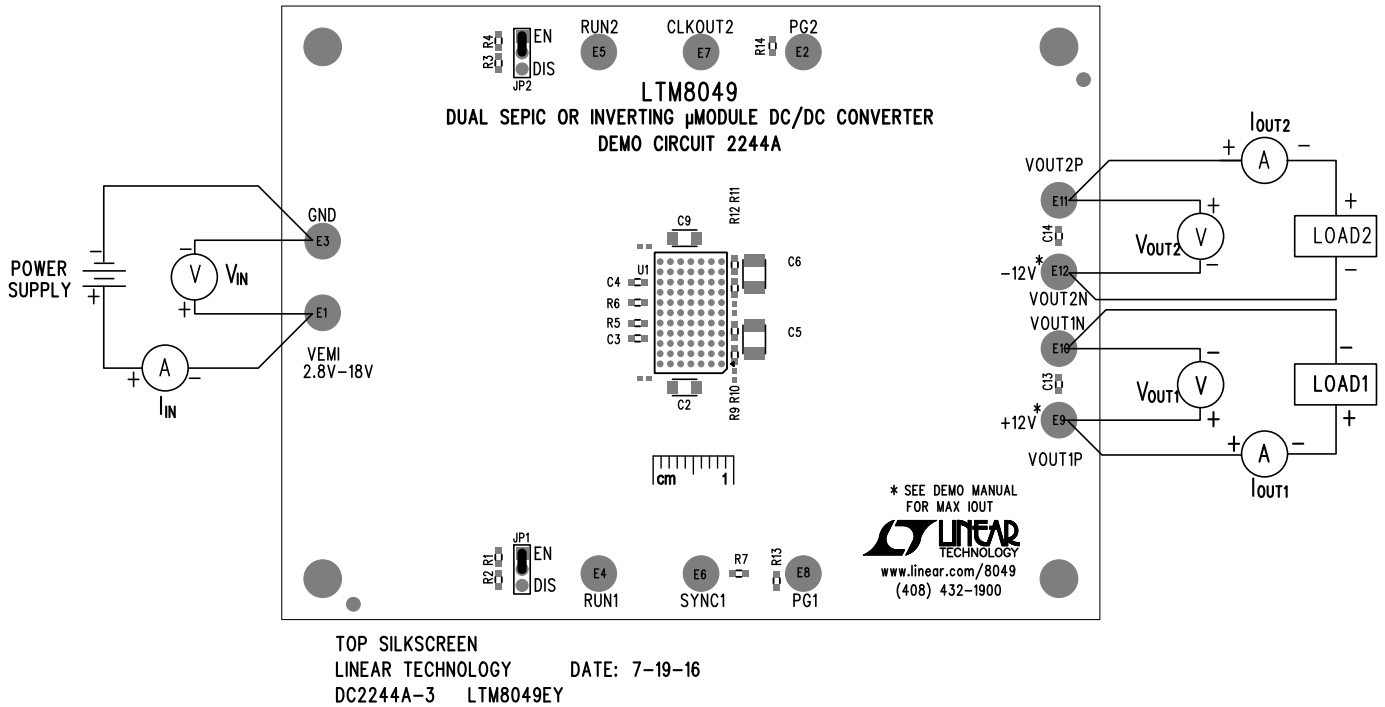 RUN2
CLKOUT2
PG2
R4
R3
EN
DIS
JP2
E5
E7
R14
E2
LTM8049
DUAL SEPIC OR INVERTING µMODULE DC/DC CONVERTER
DEMO CIRCUIT 2244A
POWER
SUPPLY
−
+
V
− +
VIN
A
+ −
IIN
GND
E3
E1
VEMI
2.8V-18V
R12 R11
C9
U1
C4
R6
R5
C3
C6
C5
C2
R9 R10
cm 1
VOUT2P
E11
C14
-12V*
E12
VOUT2N
VOUT1N
E10
C13
+12V*
E9
VOUT1P
IOUT2
+ A −
+
V
−
VOUT2
+
LOAD2
−
−
V
+
VOUT1
−
LOAD1
+
+ A −
IOUT1
* SEE DEMO MANUAL
FOR MAX IOUT
LINEAR
TECHNOLOGY
www.linear.com/8049
(408) 432-1900
JP1
R1
R2
EN
DIS
E4
RUN1
E6
SYNC1
R7
R13
E8
PG1
TOP SILKSCREEN
LINEAR TECHNOLOGY DATE: 7-19-16
DC2244A-3 LTM8049EY